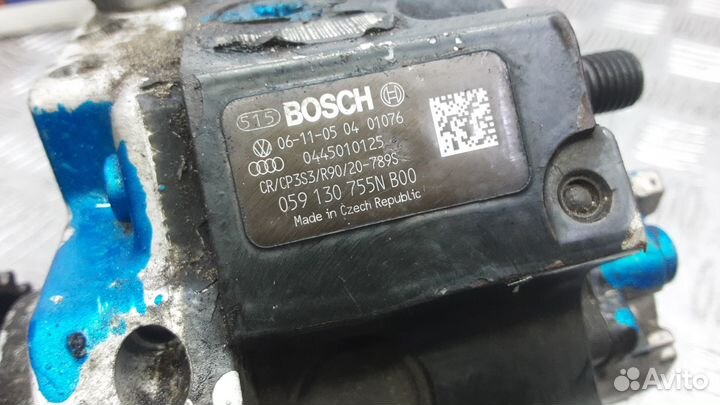 515 BOSCH
06-11-05 04 01076
0445010125
CR/CP3S3/R90/20-789S
059 130 755N B00
Made in Czech Republic
Avito